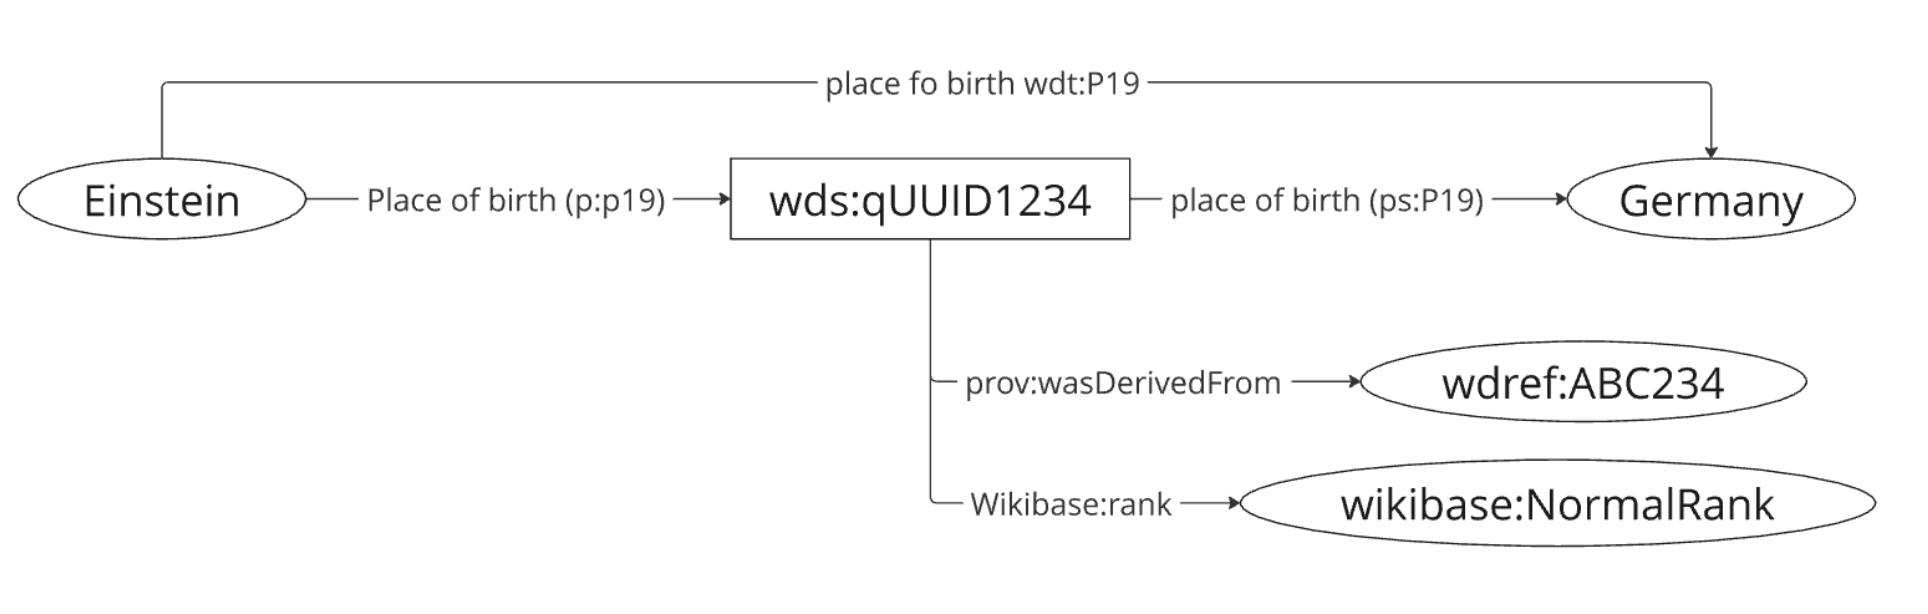 place fo birth wdt:P19
Einstein
Place of birth (p:p19)
wds:qUUID1234
place of birth (ps:P19)
Germany
prov:wasDerivedFrom
wdref:ABC234
Wikibase:rank
wikibase:NormalRank